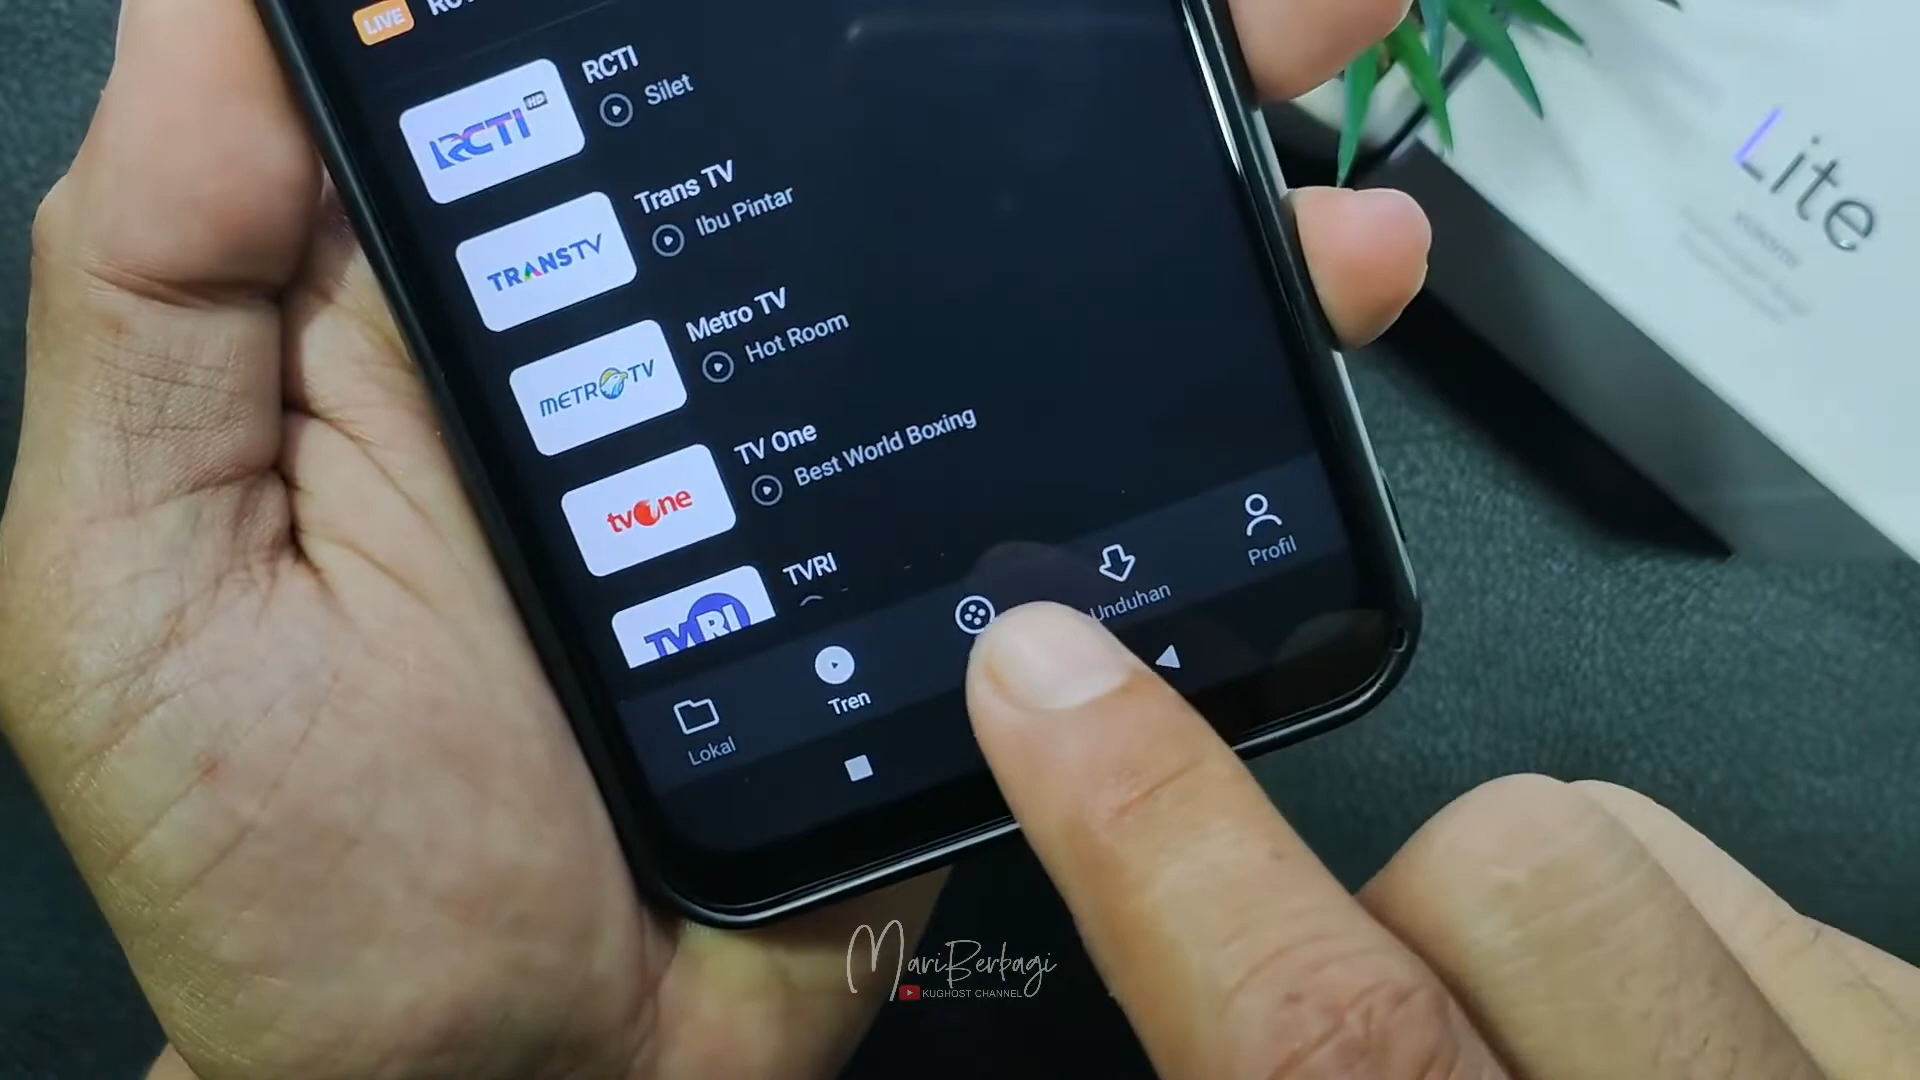 LIVE
RCTI
Silet
RCTI HD
Trans TV
Ibu Pintar
TRANSTV
Metro TV
Hot Room
METRO TV
TV One
Best World Boxing
tvOne
TVRI
TVRI
Lokal
Tren
Unduhan
Profil
Lite
MariBerbagi
KUGHOST CHANNEL